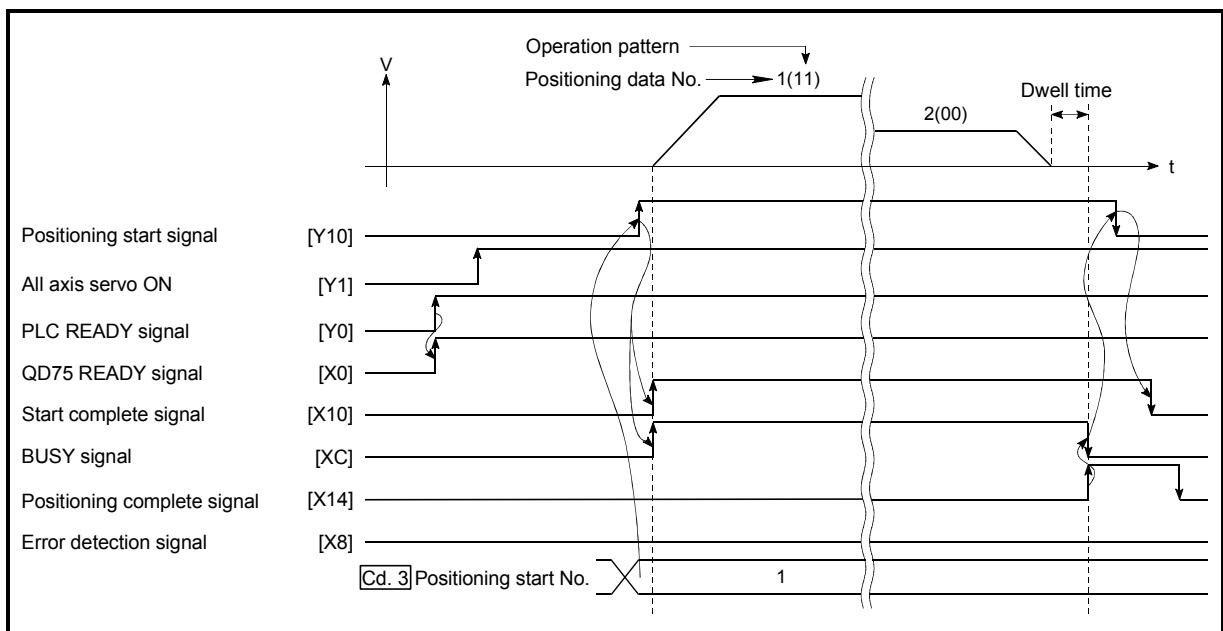 Operation pattern
V
Positioning data No.
1(11)
Dwell time
2(00)
t
Positioning start signal [Y10]
All axis servo ON [Y1]
PLC READY signal [Y0]
QD75 READY signal [X0]
Start complete signal [X10]
BUSY signal [XC]
Positioning complete signal [X14]
Error detection signal [X8]
Cd. 3 Positioning start No. 1